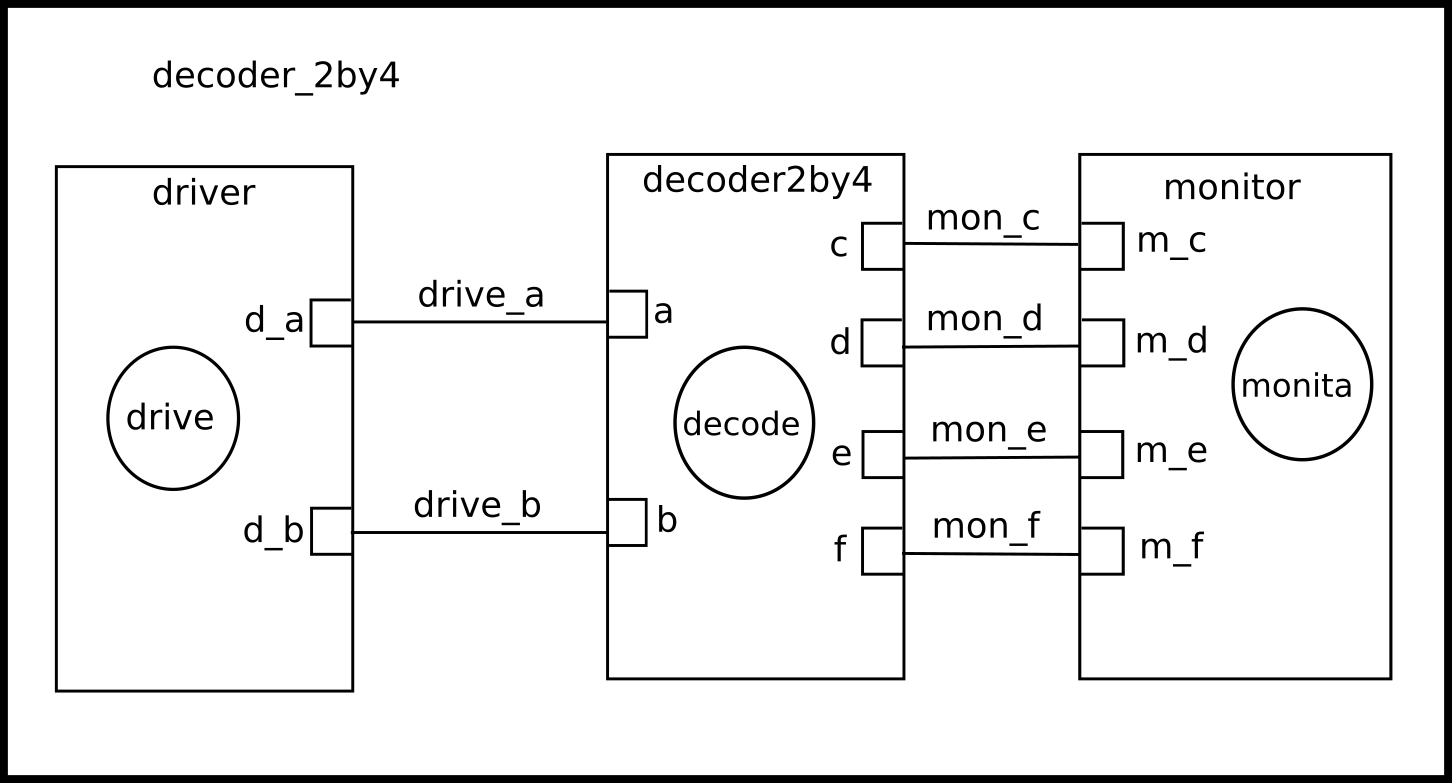 decoder_2by4
driver
d_a
drive
d_b
drive_a
drive_b
decoder2by4
a
b
decode
c
d
e
f
mon_c
mon_d
mon_e
mon_f
monitor
m_c
m_d
m_e
m_f
monita